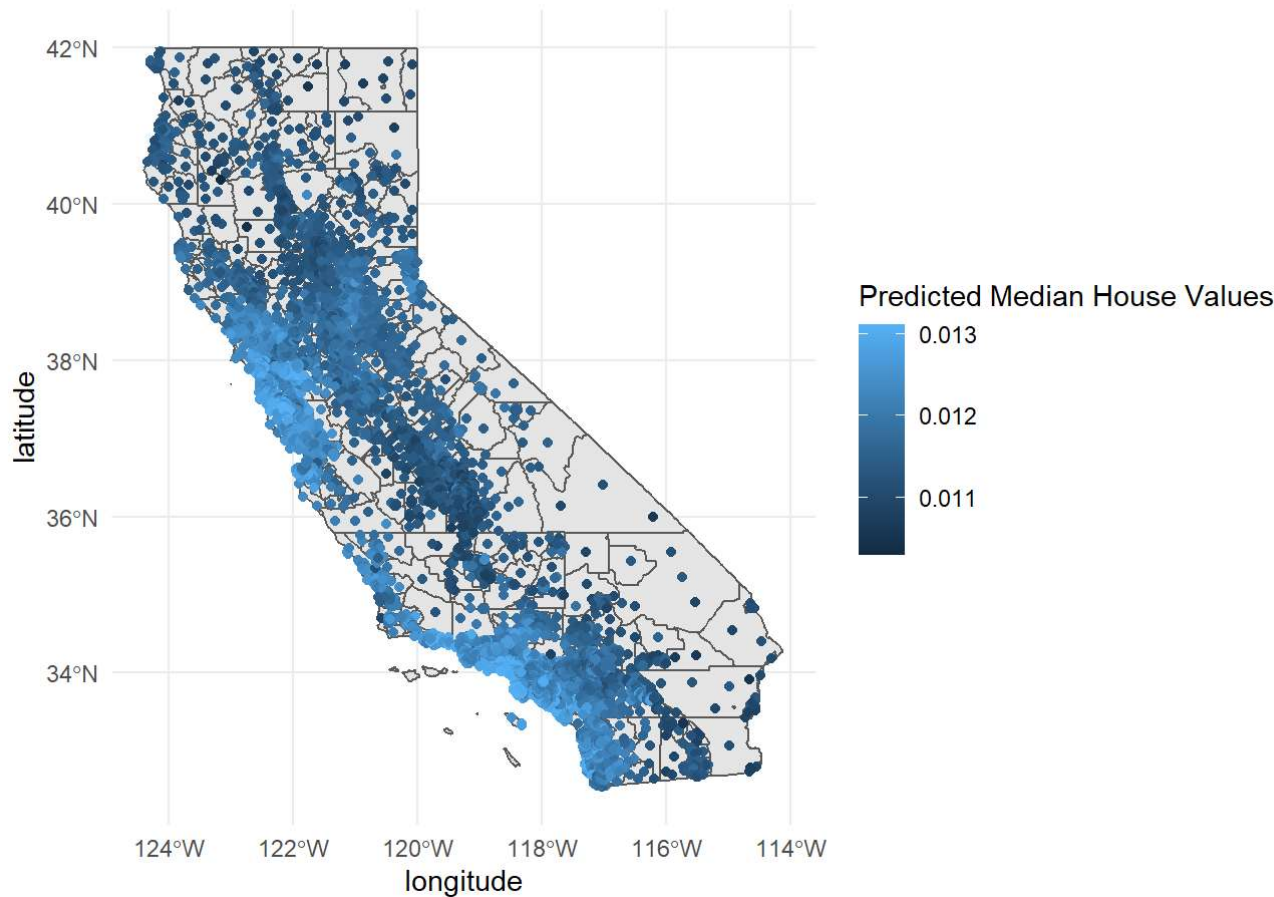 42°N
40°N
38°N
36°N
34°N
latitude
124°W 122°W 120°W 118°W 116°W 114°W
longitude
Predicted Median House Values
0.013
0.012
0.011